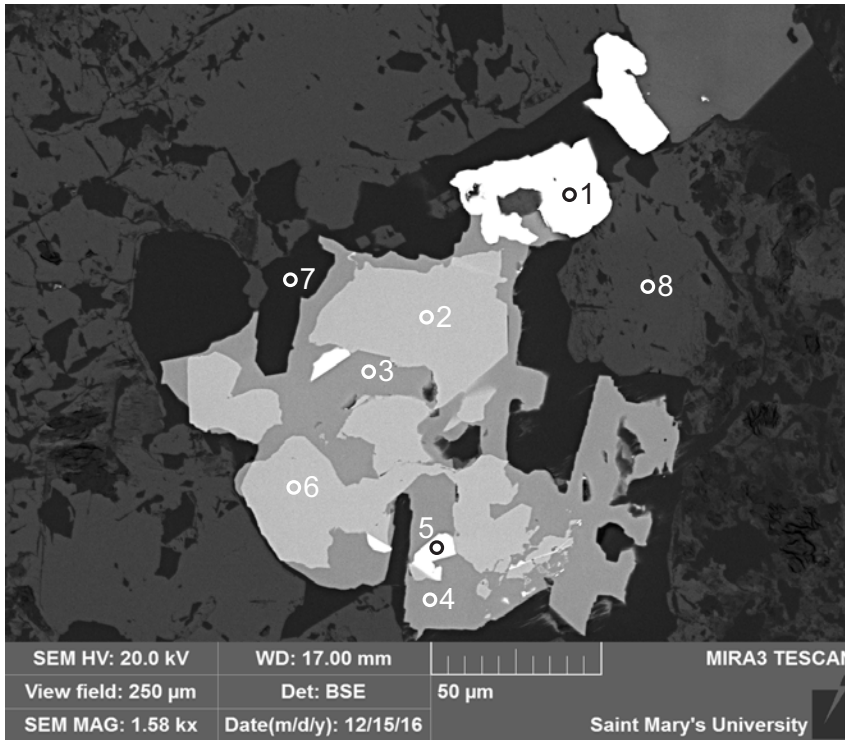 1
8
7
2
3
6
5
4
SEM HV: 20.0 kV WD: 17.00 mm MIRA3 TESCAN
View field: 250 µm Det: BSE 50 µm
SEM MAG: 1.58 kx Date(m/d/y): 12/15/16 Saint Mary's University